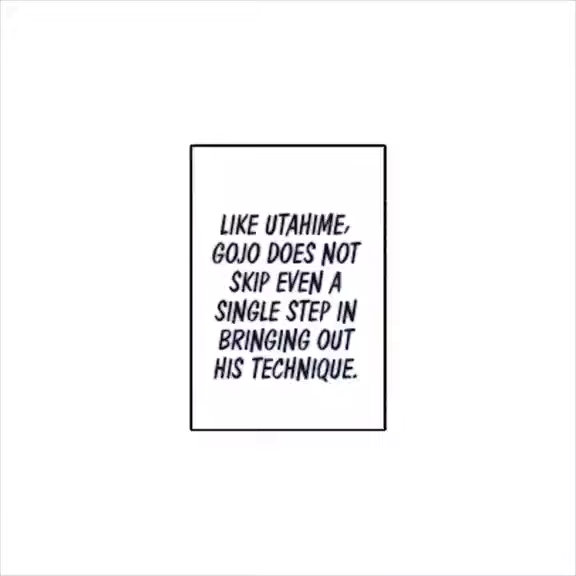 LIKE UTAHIME,
GOJO DOES NOT
SKIP EVEN A
SINGLE STEP IN
BRINGING OUT
HIS TECHNIQUE.